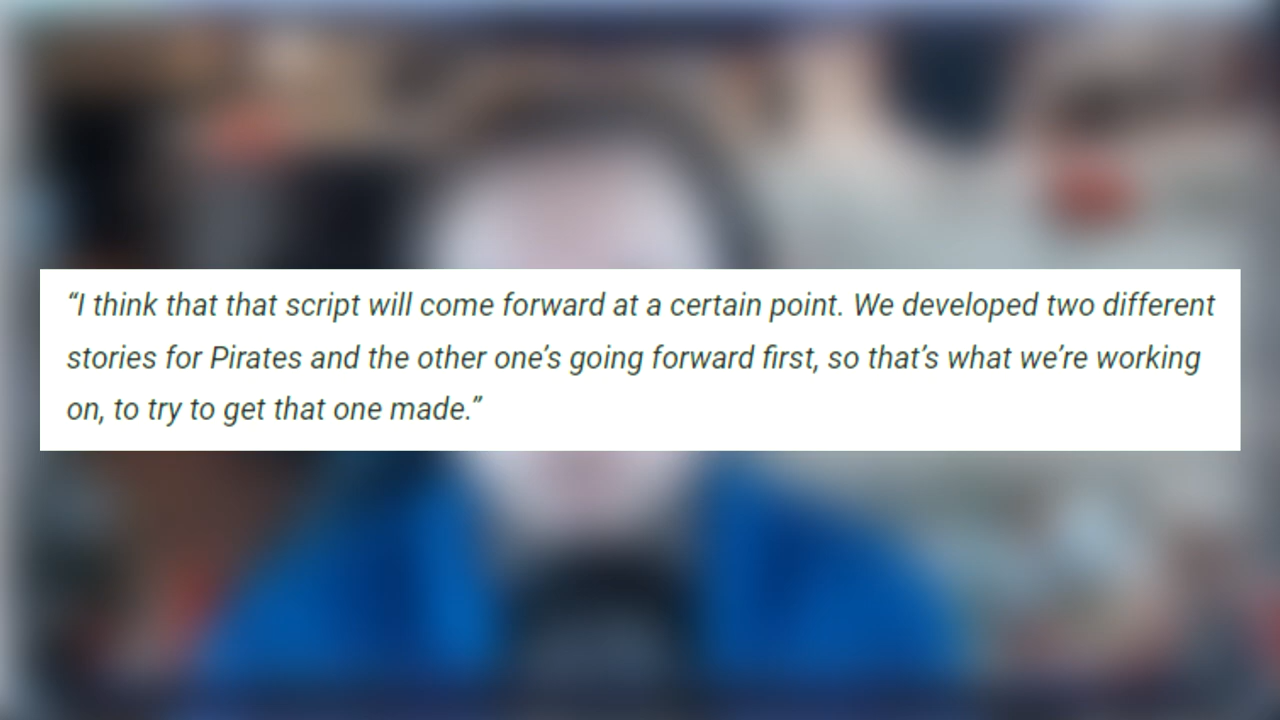 “I think that that script will come forward at a certain point. We developed two different
stories for Pirates and the other one’s going forward first, so that’s what we’re working
on, to try to get that one made.”